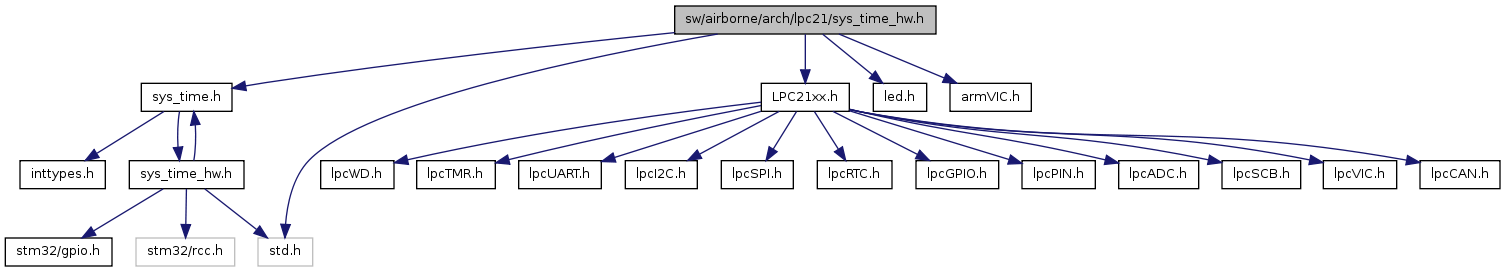 sw/airborne/arch/lpc21/sys_time_hw.h
sys_time.h
LPC21xx.h
led.h
armVIC.h
inttypes.h
sys_time_hw.h
lpcWD.h
lpcTMR.h
lpcUART.h
lpcI2C.h
lpcSPI.h
lpcRTC.h
lpcGPIO.h
lpcPIN.h
lpcADC.h
lpcSCB.h
lpcVIC.h
lpcCAN.h
stm32/gpio.h
stm32/rcc.h
std.h